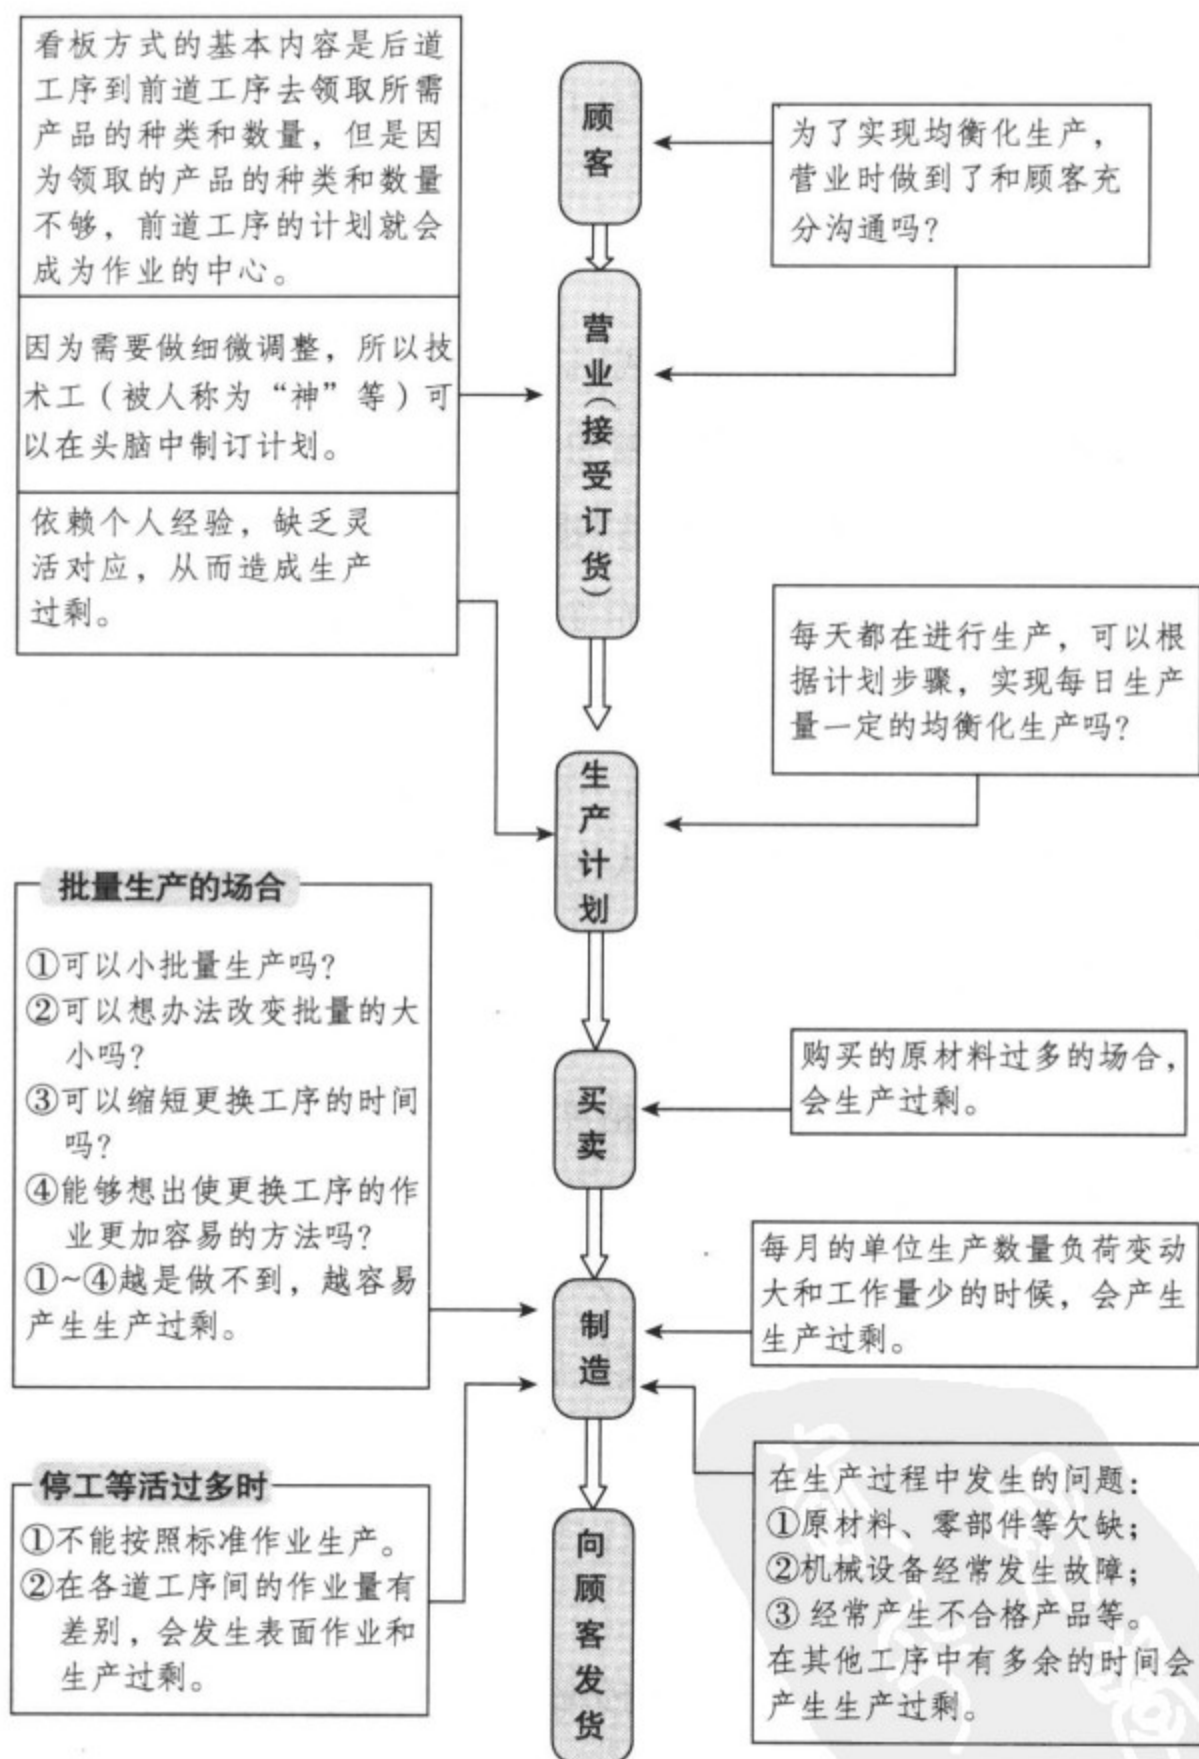 看板方式的基本内容是后道
工序到前道工序去领取所需
产品的种类和数量，但是因
为领取的产品的种类和数量
不够，前道工序的计划就会
成为作业的中心。
因为需要做细微调整，所以技
术工（被人称为“神”等）可
以在头脑中制订计划。
依赖个人经验，缺乏灵
活对应，从而造成生产
过剩。
顾客
为了实现均衡化生产，
营业时做到了和顾客充
分沟通吗？
营业（接受订货）
每天都在进行生产，可以根
据计划步骤，实现每日生产
量一定的均衡化生产吗？
生产计划
批量生产的场合
①可以小批量生产吗？
②可以想办法改变批量的大
小吗？
③可以缩短更换工序的时间
吗？
④能够想出使更换工序的作
业更加容易的方法吗？
①~④越是做不到，越容易
产生生产过剩。
买卖
购买的原材料过多的场合，
会生产过剩。
每月的单位生产数量负荷变动
大和工作量少的时候，会产生
生产过剩。
制造
停工等活过多时
①不能按照标准作业生产。
②在各道工序间的作业量有
差别，会发生表面作业和
生产过剩。
在生产过程中发生的问题：
①原材料、零部件等欠缺；
②机械设备经常发生故障；
③ 经常产生不合格产品等。
在其他工序中有多余的时间会
产生生产过剩。
向顾客发货